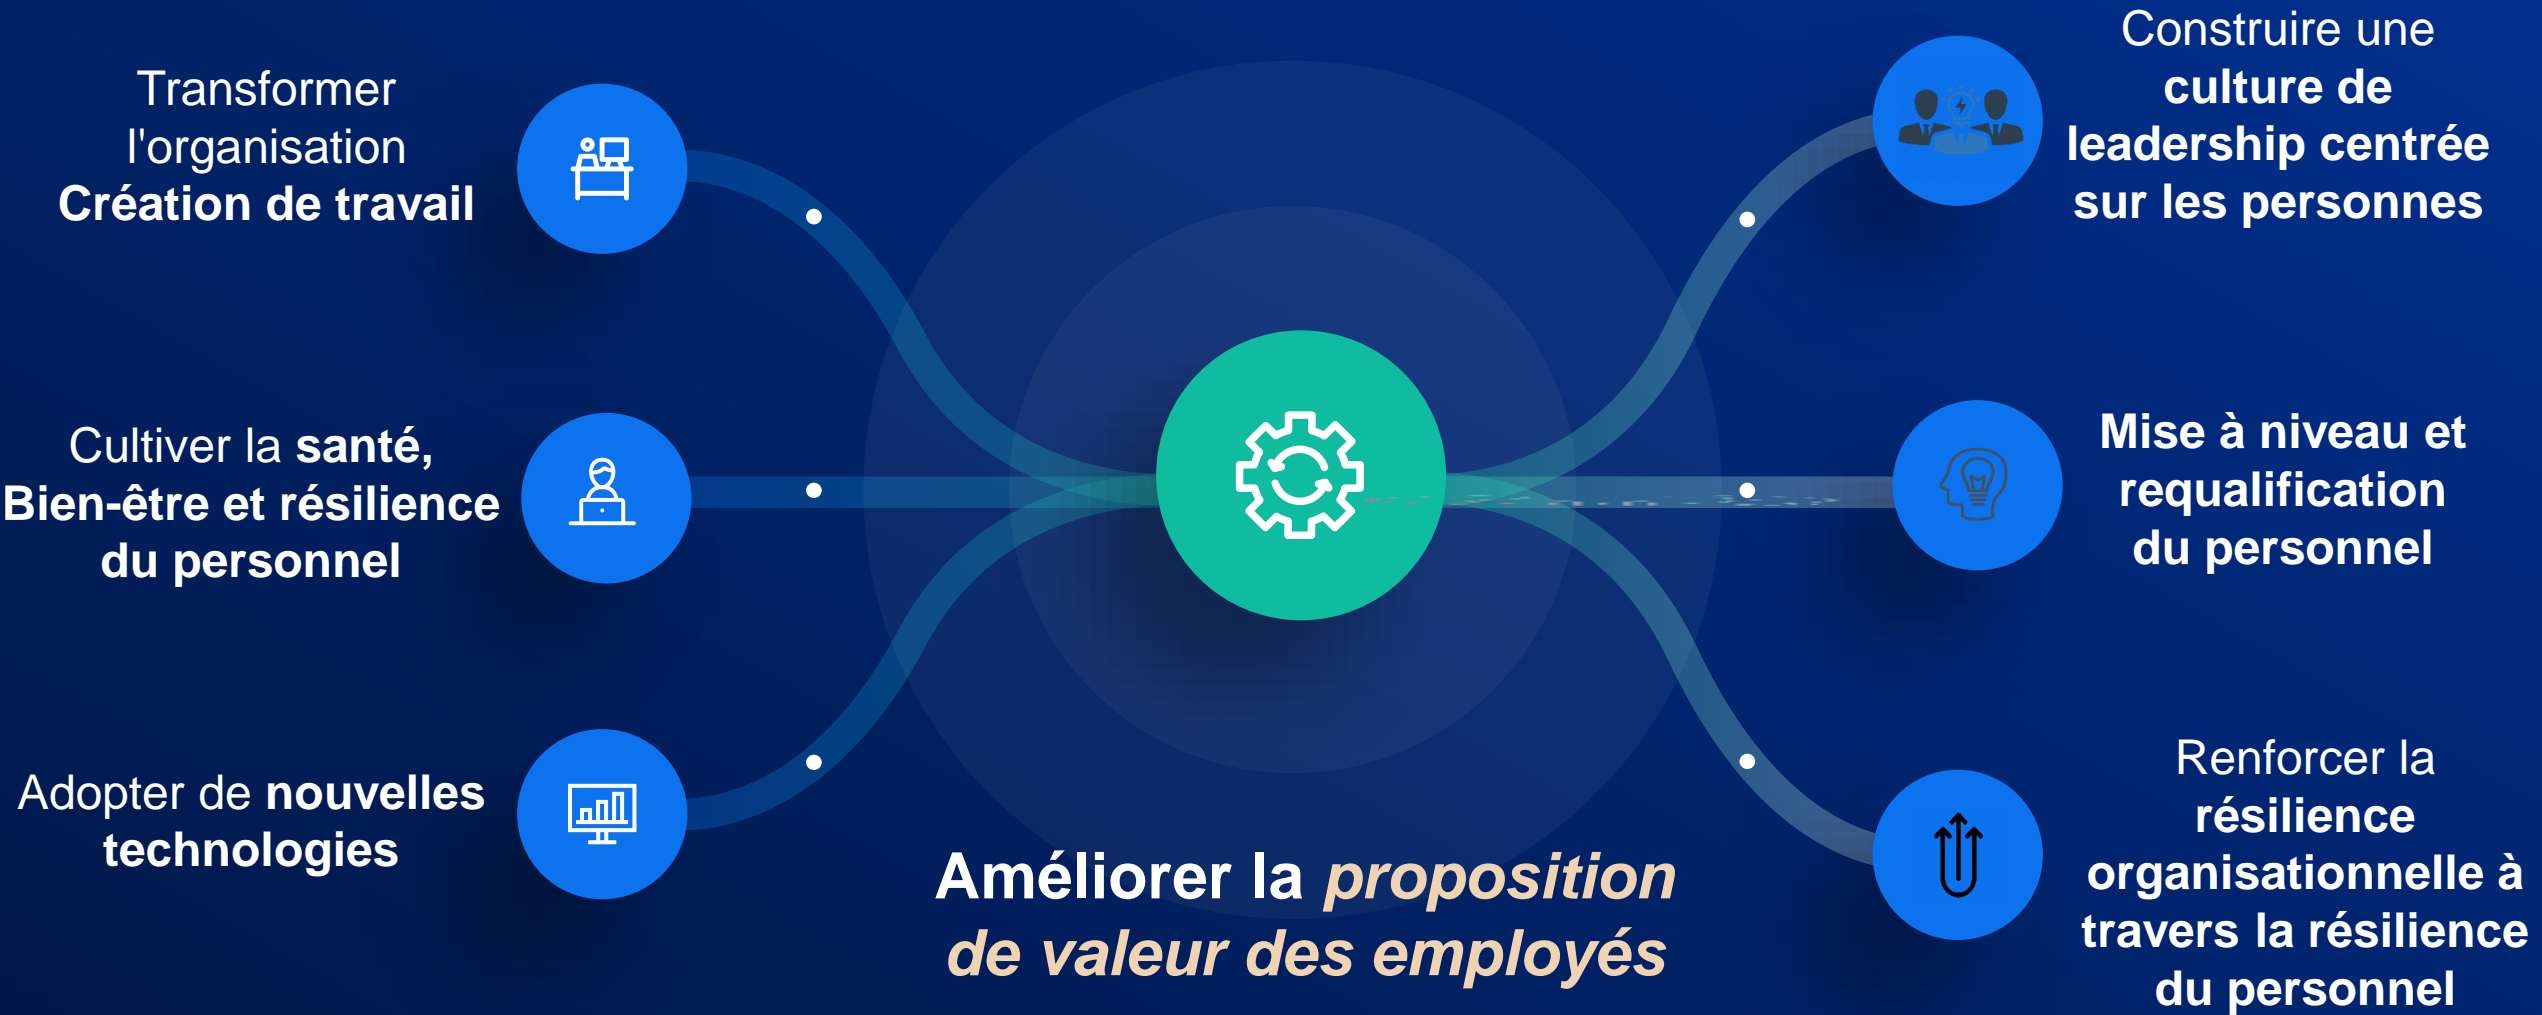 Transformer
l'organisation
Création de travail
Cultiver la santé,
Bien-être et résilience
du personnel
Adopter de nouvelles
technologies
Améliorer la proposition
de valeur des employés
Construire une
culture de
leadership centrée
sur les personnes
Mise à niveau et
requalification
du personnel
Renforcer la
résilience
organisationnelle à
travers la résilience
du personnel